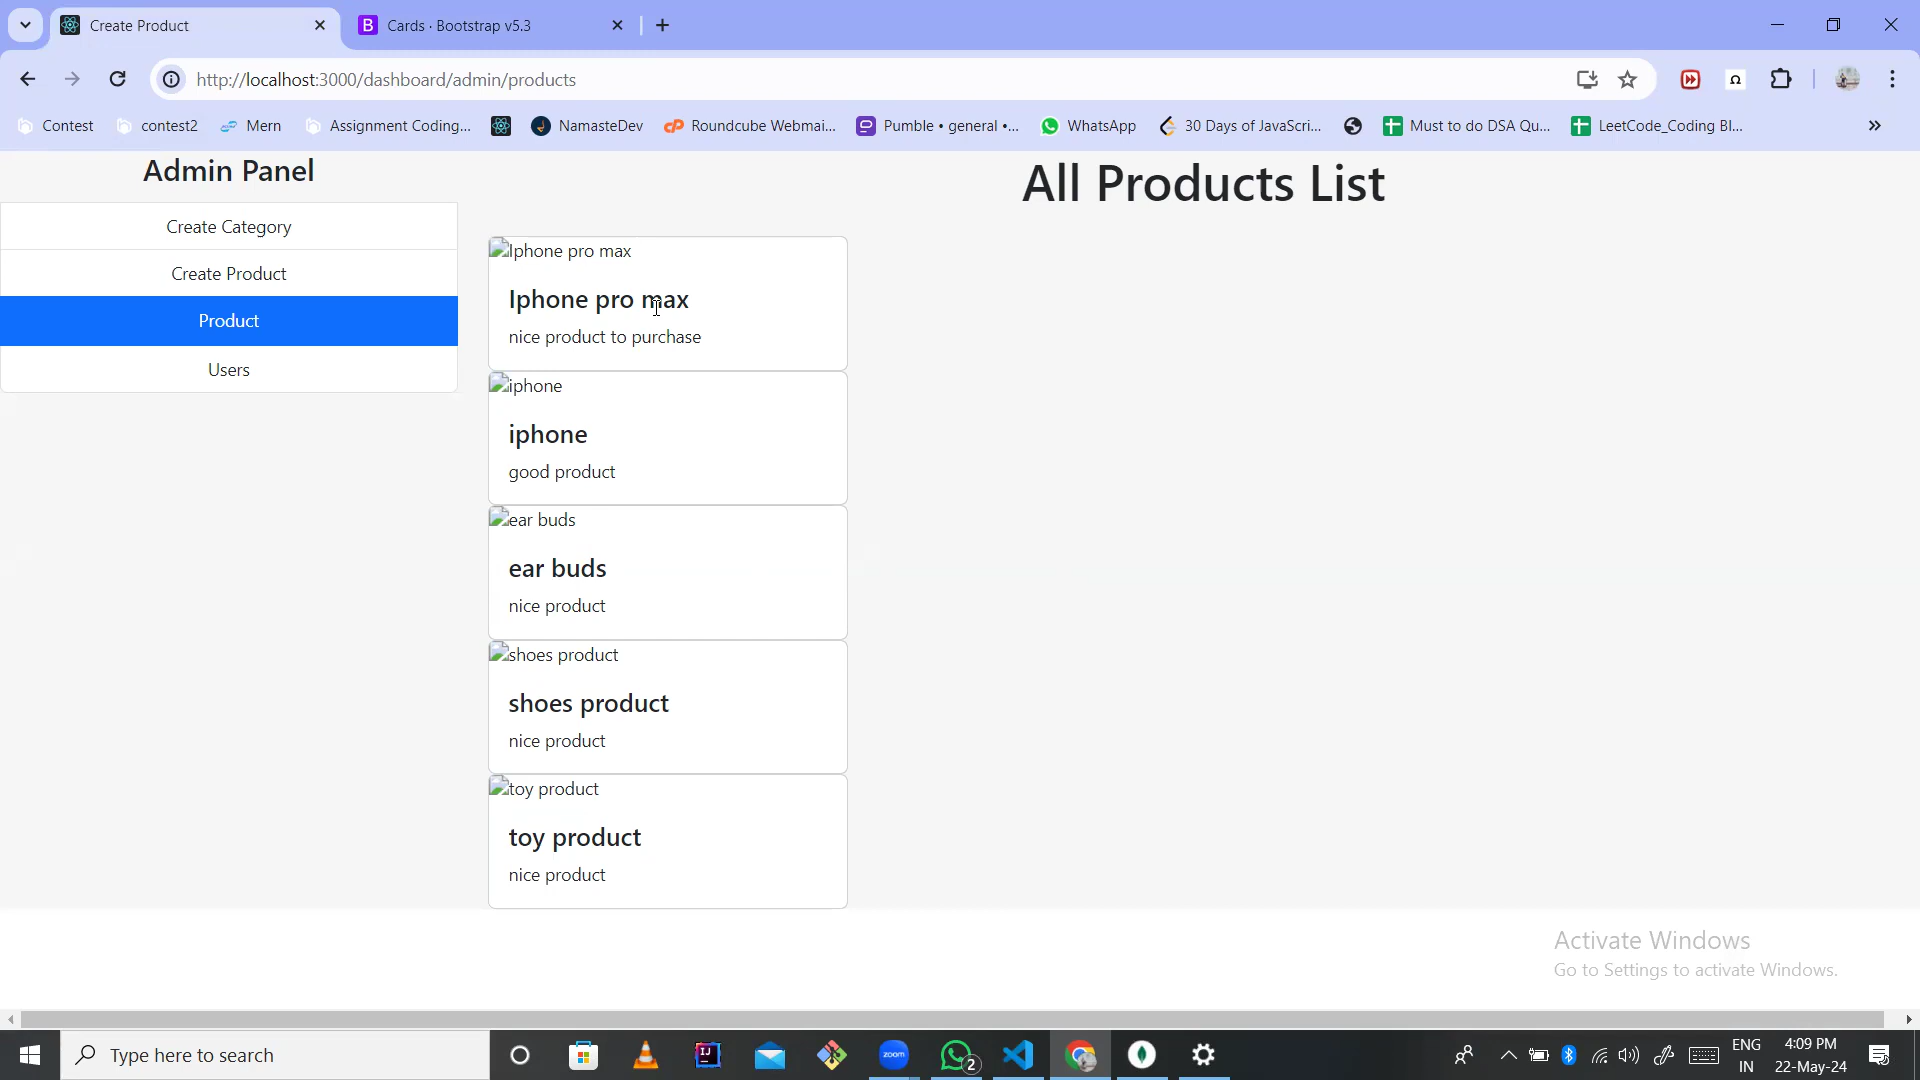 Create Product
Cards · Bootstrap v5.3
http://localhost:3000/dashboard/admin/products
Contest
contest2
Mern
Assignment Coding...
NamasteDev
Roundcube Webmai...
Pumble • general •...
WhatsApp
30 Days of JavaScri...
Must to do DSA Qu...
LeetCode_Coding Bl...
Admin Panel
Create Category
Create Product
Product
Users
All Products List
Iphone pro max
Iphone pro max
nice product to purchase
iphone
iphone
good product
ear buds
ear buds
nice product
shoes product
shoes product
nice product
toy product
toy product
nice product
Activate Windows
Go to Settings to activate Windows.
Type here to search
zoom
2
ENG
IN
4:09 PM
22-May-24